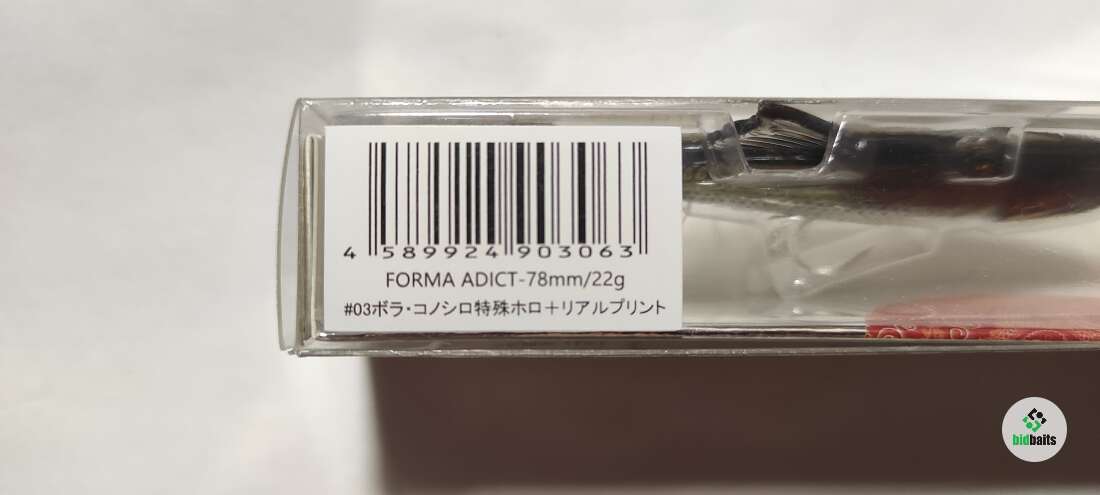 4 589924 903063
FORMA ADICT-78mm/22g
#03ボラ・コノシロ特殊ホロ＋リアルプリント
bidbaits